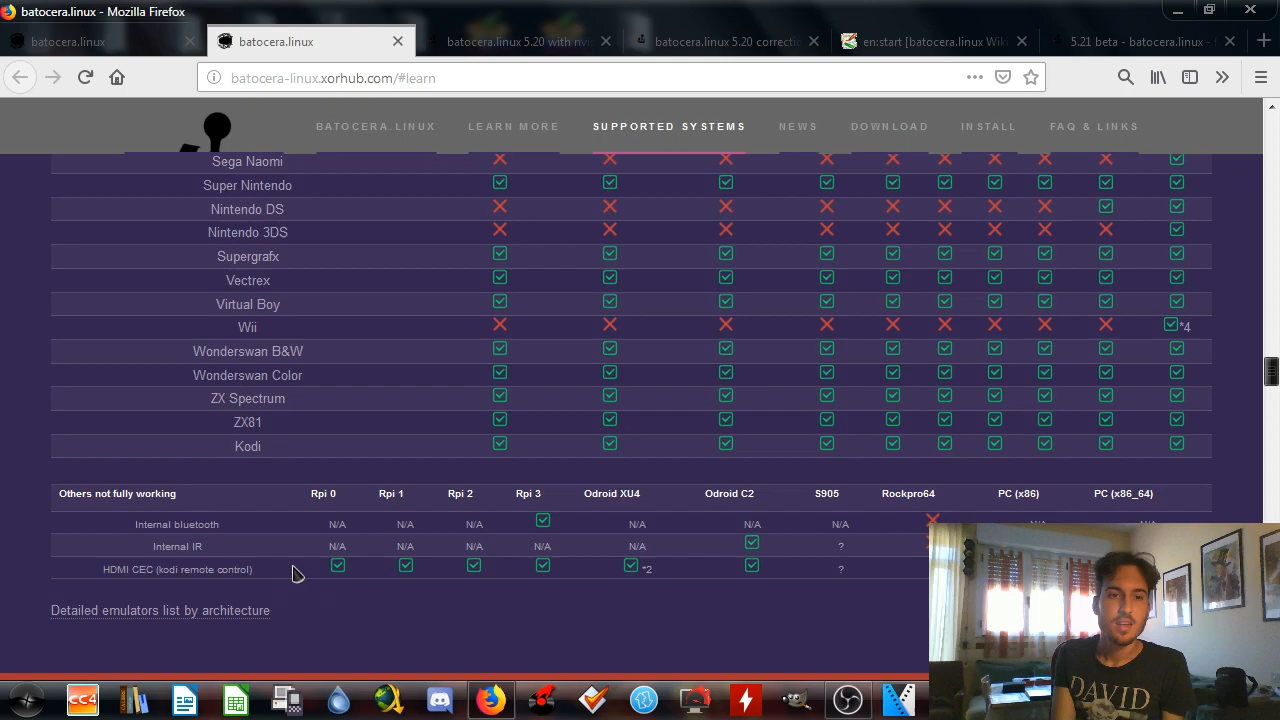 batocera.linux - Mozilla Firefox
batocera.linux
batocera.linux
batocera.linux 5.20 with nvi
batocera.linux 5.20 correcti
en:start [batocera.linux Wiki
5.21 beta - batocera.linux -
batocera-linux.xorhub.com/#learn
BATOCERA.LINUX LEARN MORE SUPPORTED SYSTEMS NEWS DOWNLOAD INSTALL FAQ & LINKS
Sega Naomi
Super Nintendo
Nintendo DS
Nintendo 3DS
Supergrafx
Vectrex
Virtual Boy
Wii *4
Wonderswan B&W
Wonderswan Color
ZX Spectrum
ZX81
Kodi
Others not fully working Rpi 0 Rpi 1 Rpi 2 Rpi 3 Odroid XU4 Odroid C2 S905 Rockpro64 PC (x86) PC (x86_64)
Internal bluetooth N/A N/A N/A N/A N/A N/A
Internal IR N/A N/A N/A N/A N/A ?
HDMI CEC (kodi remote control) *2 ?
Detailed emulators list by architecture
CC4
DAVID